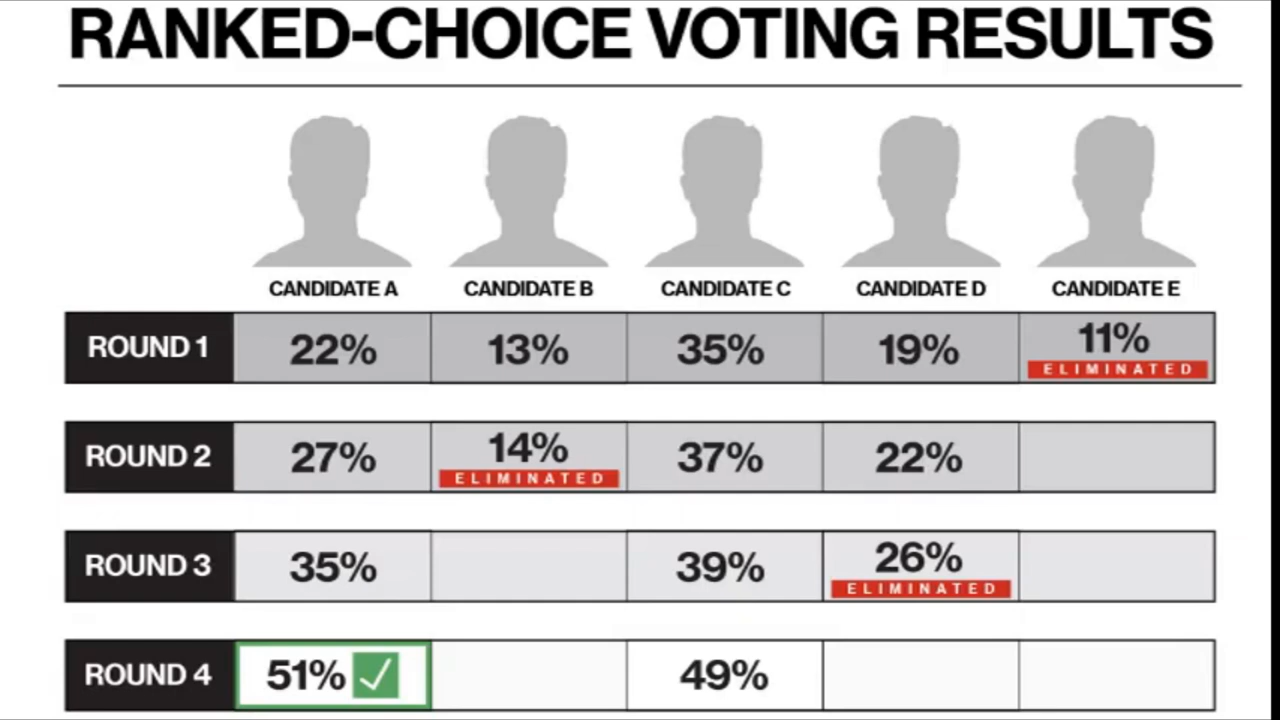 RANKED-CHOICE VOTING RESULTS
CANDIDATE A CANDIDATE B CANDIDATE C CANDIDATE D CANDIDATE E
ROUND 1 22% 13% 35% 19% 11%
ELIMINATED
ROUND 2 27% 14% 37% 22%
ELIMINATED
ROUND 3 35% 39% 26%
ELIMINATED
ROUND 4 51% 49%